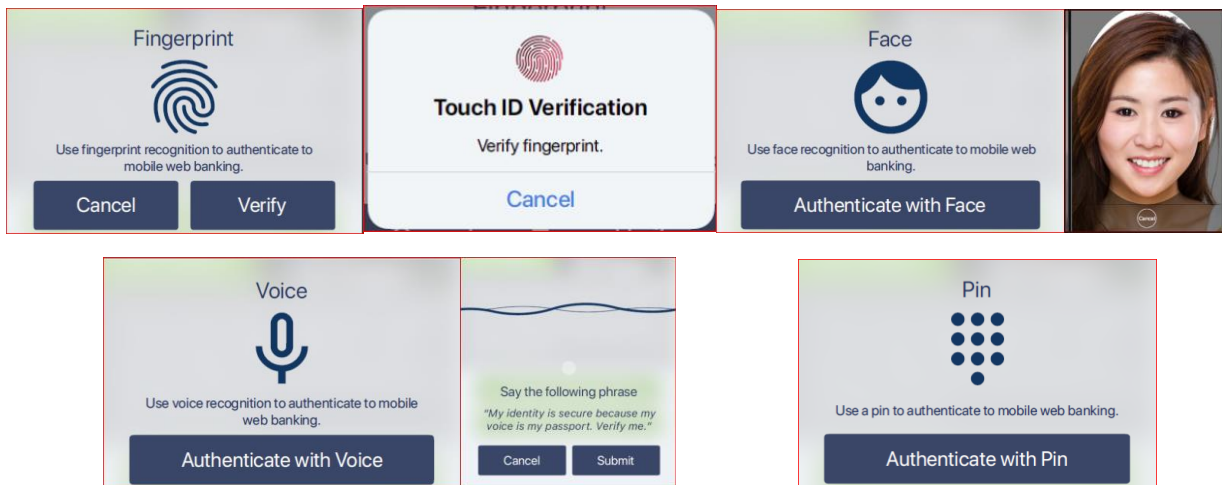 Fingerprint
Use fingerprint recognition to authenticate to
mobile web banking.
Cancel
Verify
Touch ID Verification
Verify fingerprint.
Cancel
Face
Use face recognition to authenticate to mobile web
banking.
Authenticate with Face
Cancel
Voice
Use voice recognition to authenticate to mobile
web banking.
Authenticate with Voice
Say the following phrase
"My identity is secure because my
voice is my passport. Verify me."
Cancel
Submit
Pin
Use a pin to authenticate to mobile web banking.
Authenticate with Pin